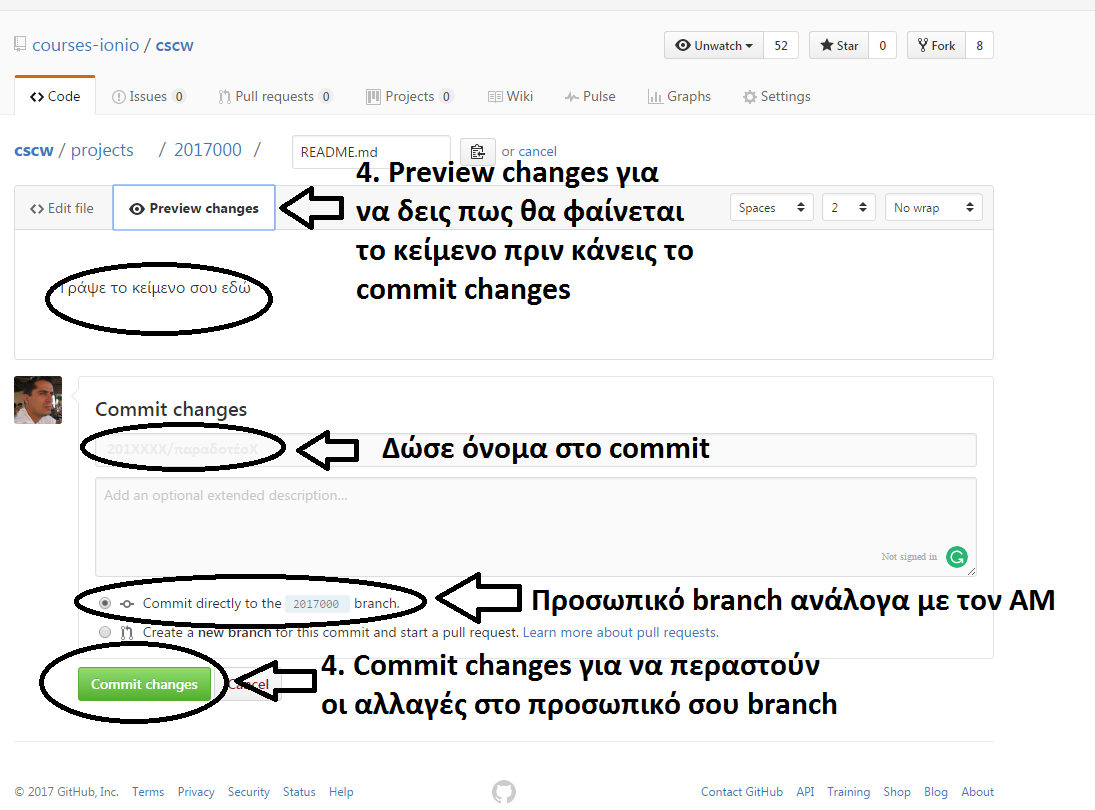 courses-ionio / cscw
Unwatch 52
Star 0
Fork 8
Code
Issues 0
Pull requests 0
Projects 0
Wiki
Pulse
Graphs
Settings
cscw / projects / 2017000 /
README.md
or cancel
4. Preview changes για
να δεις πως θα φαίνεται
το κείμενο πριν κάνεις το
commit changes
Edit file
Preview changes
Spaces
2
No wrap
Γράψε το κείμενο σου εδώ
Commit changes
201XXXX/παραδοτέοX
Δώσε όνομα στο commit
Add an optional extended description...
Not signed in
Commit directly to the 2017000 branch.
Προσωπικό branch ανάλογα με τον ΑΜ
Create a new branch for this commit and start a pull request. Learn more about pull requests.
Commit changes
Cancel
4. Commit changes για να περαστούν
οι αλλαγές στο προσωπικό σου branch
© 2017 GitHub, Inc. Terms Privacy Security Status Help
Contact GitHub API Training Shop Blog About